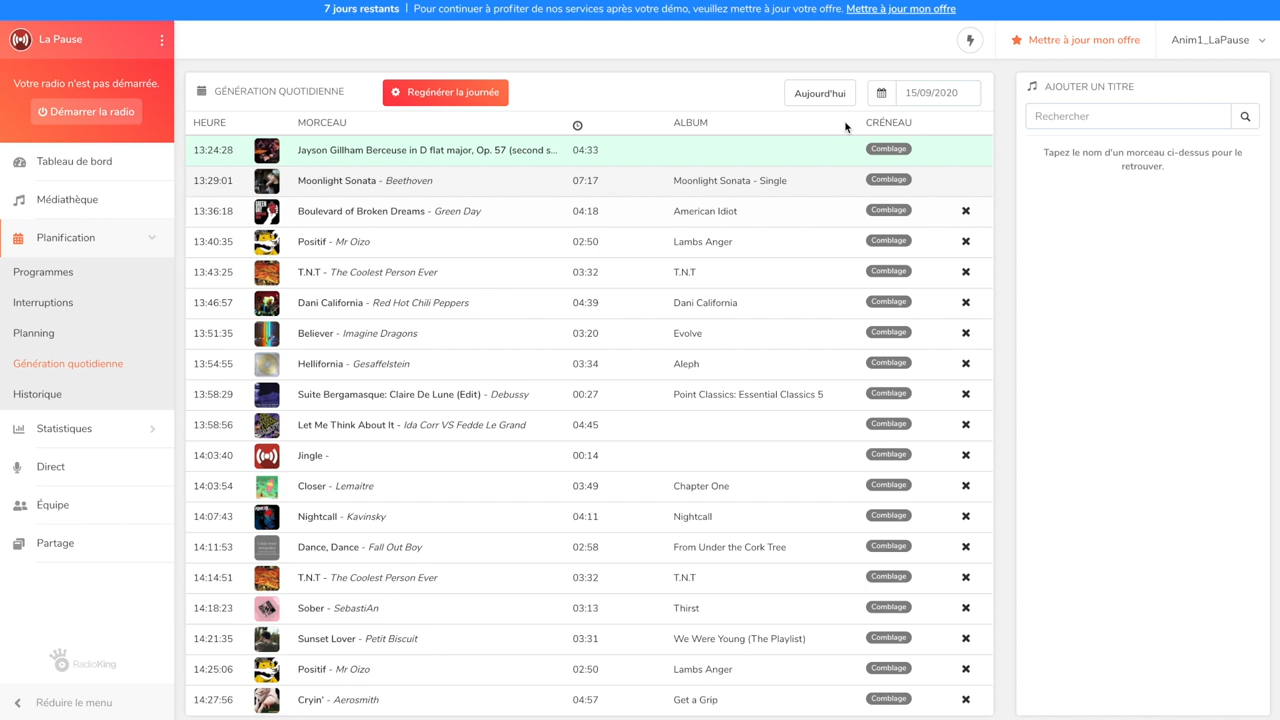 7 jours restants | Pour continuer à profiter de nos services après votre démo, veuillez mettre à jour votre offre. Mettre à jour mon offre
La Pause
Mettre à jour mon offre
Anim1_LaPause
Votre radio n'est pas démarrée.
Démarrer la radio
Tableau de bord
Médiathèque
Planification
Programmes
Interruptions
Planning
Génération quotidienne
Historique
Statistiques
Direct
Équipe
Partage
RadioKing
Réduire le menu
GÉNÉRATION QUOTIDIENNE
Regénérer la journée
Aujourd'hui
15/09/2020
HEURE MORCEAU ALBUM CRÉNEAU
13:24:28 Jayson Gillham Berceuse in D flat major, Op. 57 (second s... 04:33 Comblage
13:29:01 Moonlight Sonata - Beethoven 07:17 Moonlight Sonata - Single Comblage
13:36:18 Boulevard of Broken Dreams - Green Day 04:18 American Idiot Comblage
13:40:35 Positif - Mr Oizo 02:50 Lambs Anger Comblage
13:43:25 T.N.T - The Coolest Person Ever 03:32 T.N.T Comblage
13:46:57 Dani California - Red Hot Chili Peppers 04:39 Dani California Comblage
13:51:35 Believer - Imagine Dragons 03:20 Evolve Comblage
13:54:55 Hellifornia - Gesaffelstein 03:34 Aleph Comblage
13:58:28 Suite Bergamasque: Claire De Lune (Edit) - Debussy 00:27 Power Classics: Essential Classics 5 Comblage
13:58:56 Let Me Think About It - Ida Corr VS Fedde Le Grand 04:45 Comblage
14:03:40 Jingle - 00:14 Comblage
14:03:54 Closer - Lemaitre 03:49 Chapter One Comblage
14:07:43 Nightcall - Kavinsky 04:11 Nightcall Comblage
Fall Out Boy the Cork Tree Comblage
14:14:51 T.N.T - The Coolest Person Ever 03:32 T.N.T Comblage
14:18:23 Sober - SebastiAn 03:13 Thirst Comblage
14:21:35 Sunset Lover - Petit Biscuit 03:31 We Are Young (The Playlist) Comblage
14:25:06 Positif - Mr Oizo 02:50 Lambs Anger Comblage
14:27:56 Cryin' - Aerosmith 04:57 Get a Grip Comblage
AJOUTER UN TITRE
Rechercher
Tapez le nom d'un morceau ci-dessus pour le
retrouver.